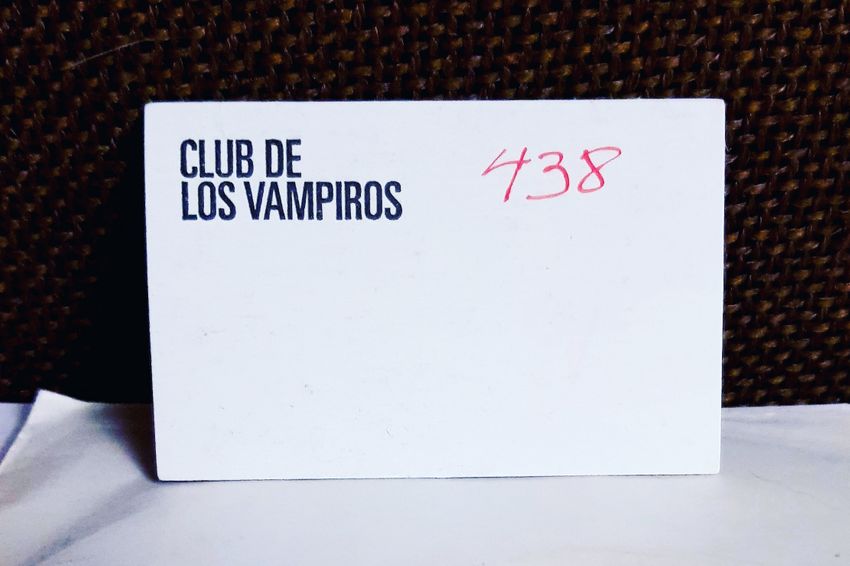 CLUB DE
LOS VAMPIROS
438